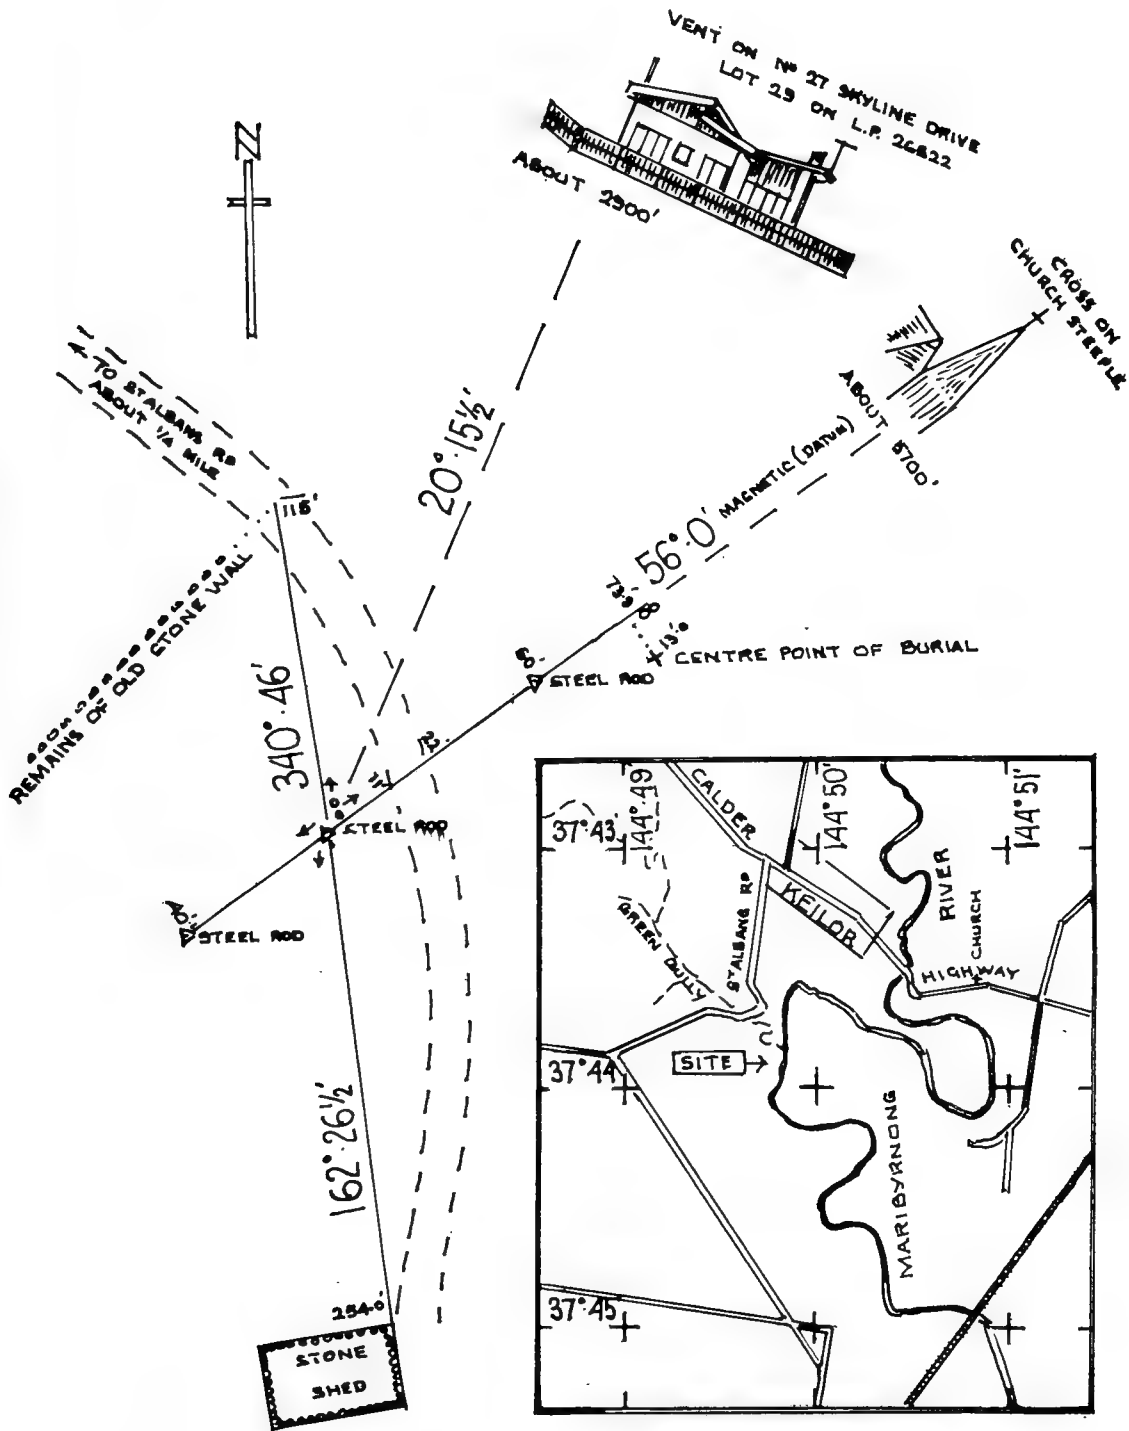 VENT ON Nº 27 SKYLINE DRIVE
LOT 29 ON L.P. 26822
ABOUT 2900'
N
CROSS ON
CHURCH STEEPLE
ABOUT 5700'
TO ST ALBANS RD
ABOUT 1/4 MILE
20°·15½'
56°·0' MAGNETIC (DATUM)
115'
REMAINS OF OLD STONE WALL
73·9'
13'·0
CENTRE POINT OF BURIAL
STEEL ROD
340°·46'
STEEL ROD
STEEL ROD
162°·26½'
254·0'
STONE
SHED
CALDER
144°·49'
144°50'
144°51'
37°43'
KEILOR
ST ALBANS RD
GREEN GULLY
RIVER
CHURCH
HIGHWAY
SITE
37°44'
MARIBYRNONG
37°45'